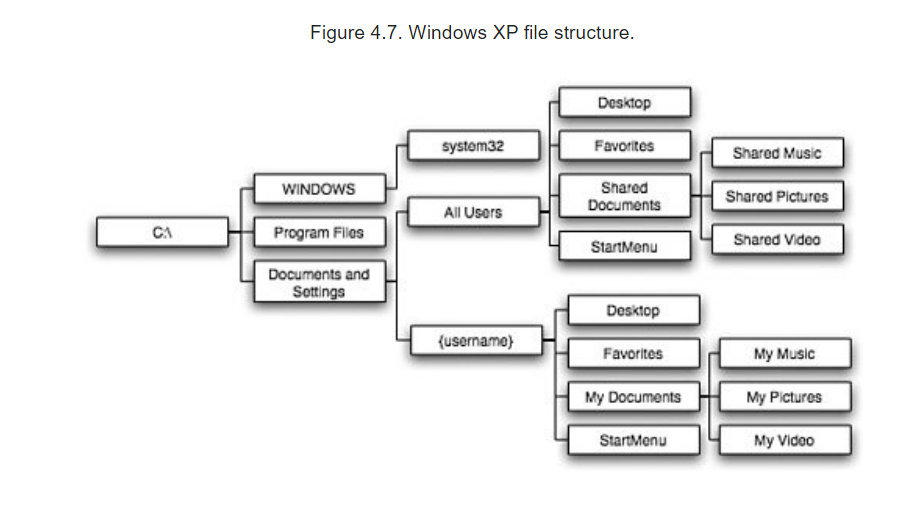 Figure 4.7. Windows XP file structure.
C:\
WINDOWS
Program Files
Documents and
Settings
system32
All Users
{username}
Desktop
Favorites
Shared
Documents
StartMenu
Shared Music
Shared Pictures
Shared Video
Desktop
Favorites
My Documents
StartMenu
My Music
My Pictures
My Video